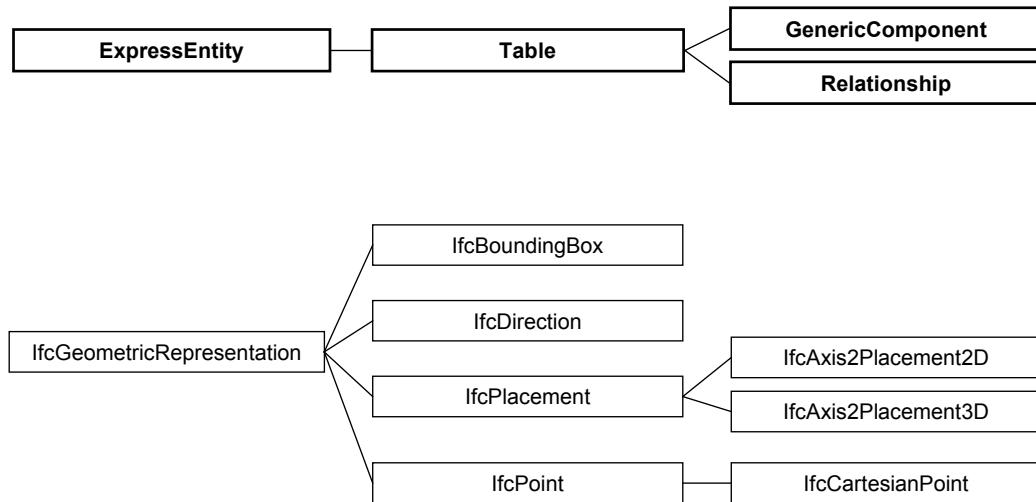 ExpressEntity
Table
GenericComponent
Relationship
IfcGeometricRepresentation
IfcBoundingBox
IfcDirection
IfcPlacement
IfcAxis2Placement2D
IfcAxis2Placement3D
IfcPoint
IfcCartesianPoint